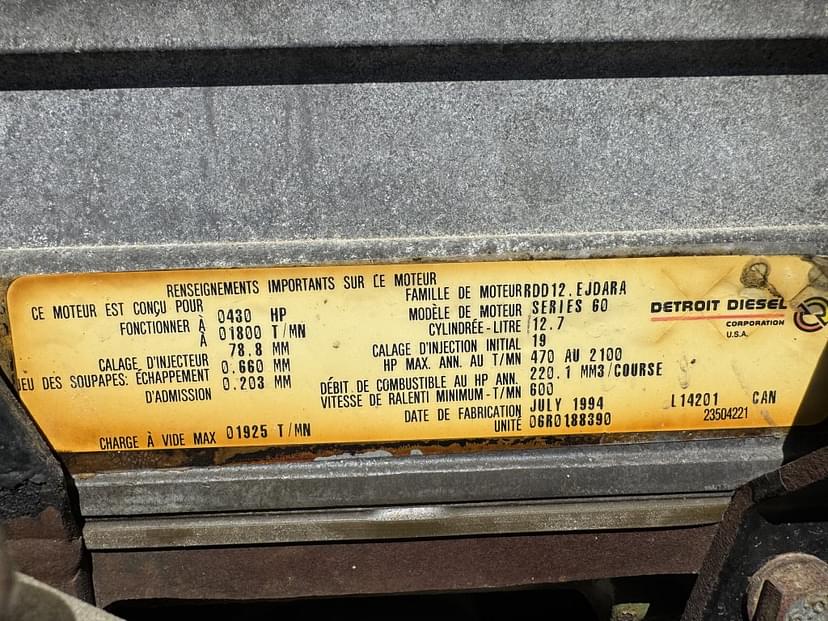 RENSEIGNEMENTS IMPORTANTS SUR CE MOTEUR
CE MOTEUR EST CONÇU POUR
FONCTIONNER À 0430 HP
À 01800 T/MN
CALAGE D'INJECTEUR 78.8 MM
JEU DES SOUPAPES: ÉCHAPPEMENT 0.660 MM
D'ADMISSION 0.203 MM
CHARGE À VIDE MAX 01925 T/MN
FAMILLE DE MOTEUR RDD12.EJDARA
MODÈLE DE MOTEUR SERIES 60
CYLINDRÉE-LITRE 12.7
CALAGE D'INJECTION INITIAL 19
HP MAX. ANN. AU T/MN 470 AU 2100
DÉBIT DE COMBUSTIBLE AU HP ANN. 220.1 MM3/COURSE
VITESSE DE RALENTI MINIMUM-T/MN 600
DATE DE FABRICATION JULY 1994
UNITÉ 06R0188390
DETROIT DIESEL
CORPORATION
U.S.A.
L14201 CAN
23504221